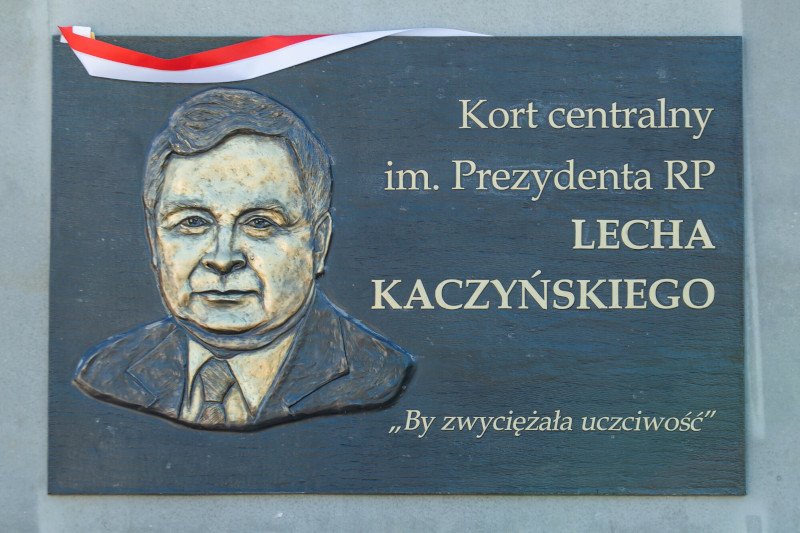 Kort centralny
im. Prezydenta RP
LECHA
KACZYŃSKIEGO
„By zwyciężała uczciwość”